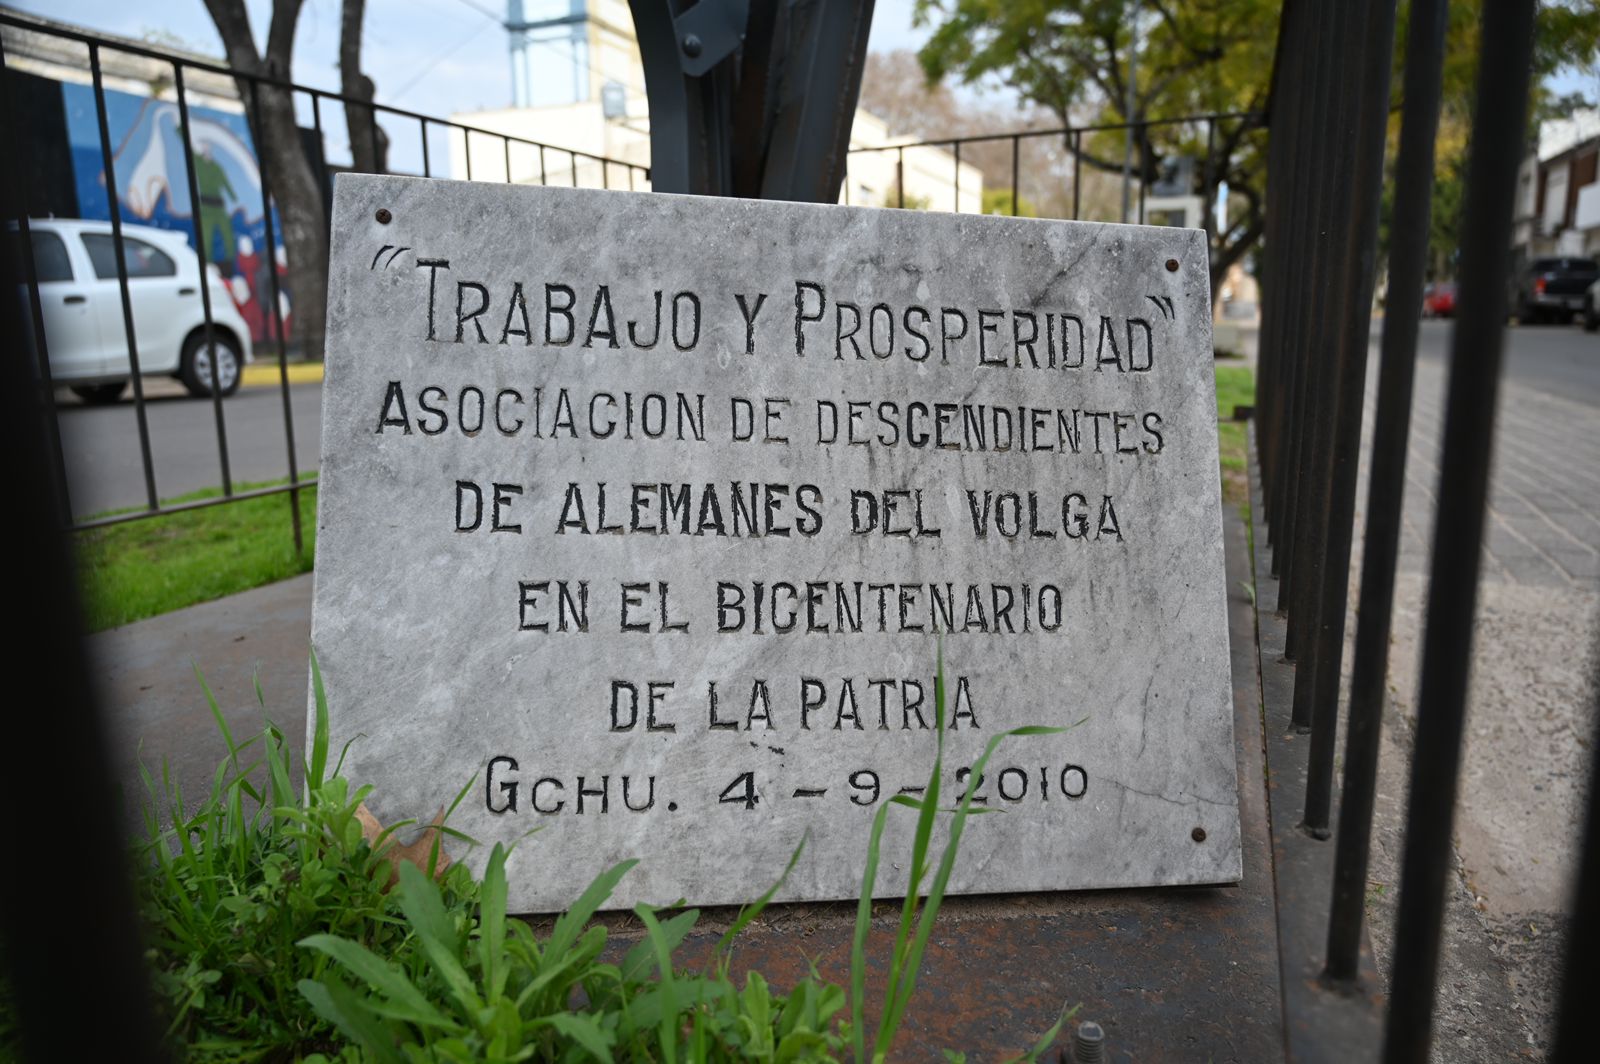 "TRABAJO Y PROSPERIDAD"
ASOCIACION DE DESCENDIENTES
DE ALEMANES DEL VOLGA
EN EL BICENTENARIO
DE LA PATRIA
GCHU. 4-9-2010